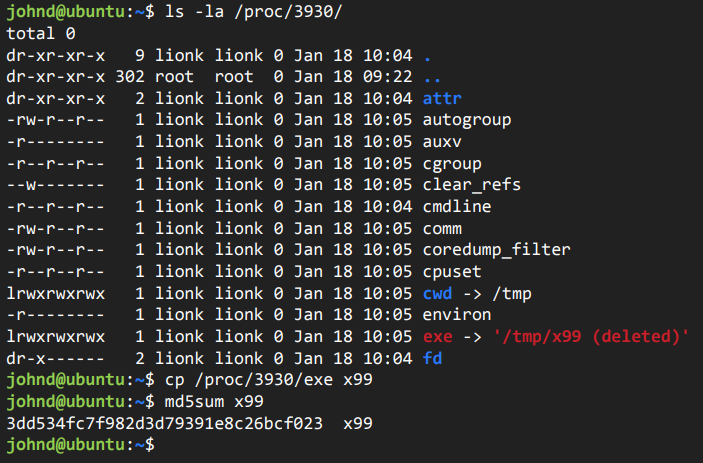 johnd@ubuntu:~$ ls -la /proc/3930/
total 0
dr-xr-xr-x   9 lionk lionk 0 Jan 18 10:04 .
dr-xr-xr-x 302 root  root  0 Jan 18 09:22 ..
dr-xr-xr-x   2 lionk lionk 0 Jan 18 10:04 attr
-rw-r--r--   1 lionk lionk 0 Jan 18 10:05 autogroup
-r--------   1 lionk lionk 0 Jan 18 10:05 auxv
-r--r--r--   1 lionk lionk 0 Jan 18 10:05 cgroup
--w-------   1 lionk lionk 0 Jan 18 10:05 clear_refs
-r--r--r--   1 lionk lionk 0 Jan 18 10:04 cmdline
-rw-r--r--   1 lionk lionk 0 Jan 18 10:05 comm
-rw-r--r--   1 lionk lionk 0 Jan 18 10:05 coredump_filter
-r--r--r--   1 lionk lionk 0 Jan 18 10:05 cpuset
lrwxrwxrwx   1 lionk lionk 0 Jan 18 10:05 cwd -> /tmp
-r--------   1 lionk lionk 0 Jan 18 10:05 environ
lrwxrwxrwx   1 lionk lionk 0 Jan 18 10:05 exe -> '/tmp/x99 (deleted)'
dr-x------   2 lionk lionk 0 Jan 18 10:04 fd
johnd@ubuntu:~$ cp /proc/3930/exe x99
johnd@ubuntu:~$ md5sum x99
3dd534fc7f982d3d79391e8c26bcf023  x99
johnd@ubuntu:~$